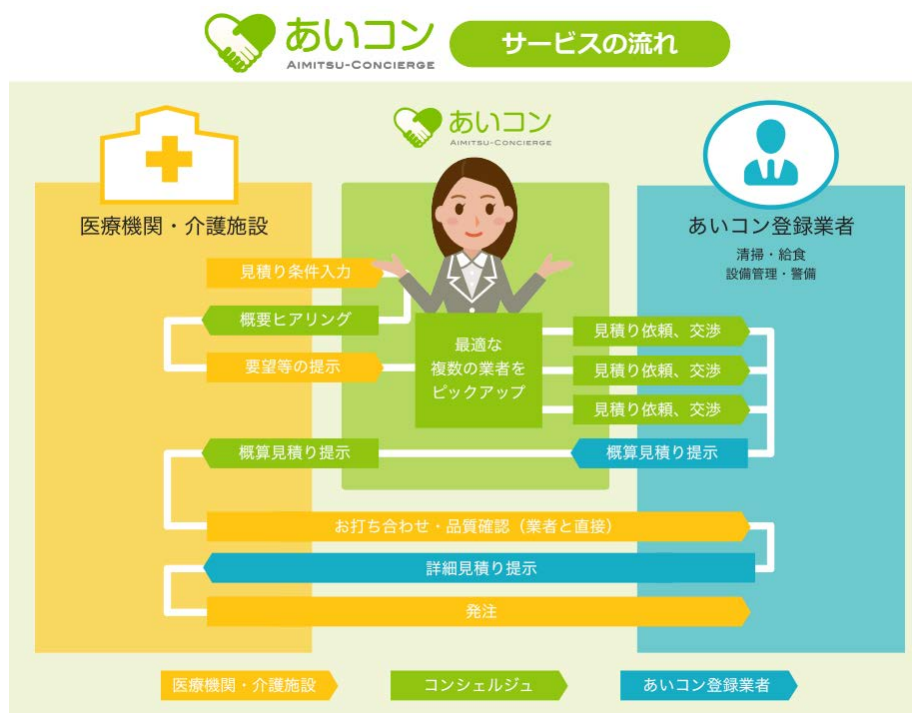 あいコン
AIMITSU-CONCIERGE
サービスの流れ
あいコン
AIMITSU-CONCIERGE
医療機関・介護施設
あいコン登録業者
清掃・給食
設備管理・警備
見積り条件入力
概要ヒアリング
要望等の提示
最適な
複数の業者を
ピックアップ
見積り依頼、交渉
見積り依頼、交渉
見積り依頼、交渉
概算見積り提示
概算見積り提示
お打ち合わせ・品質確認（業者と直接）
詳細見積り提示
発注
医療機関・介護施設
コンシェルジュ
あいコン登録業者